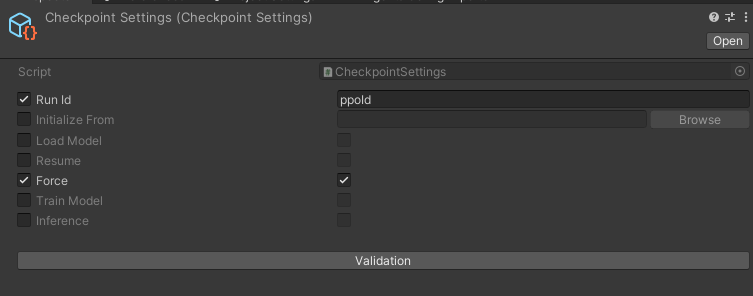 Checkpoint Settings (Checkpoint Settings)
Open
Script CheckpointSettings
Run Id ppoId
Initialize From Browse
Load Model
Resume
Force
Train Model
Inference
Validation